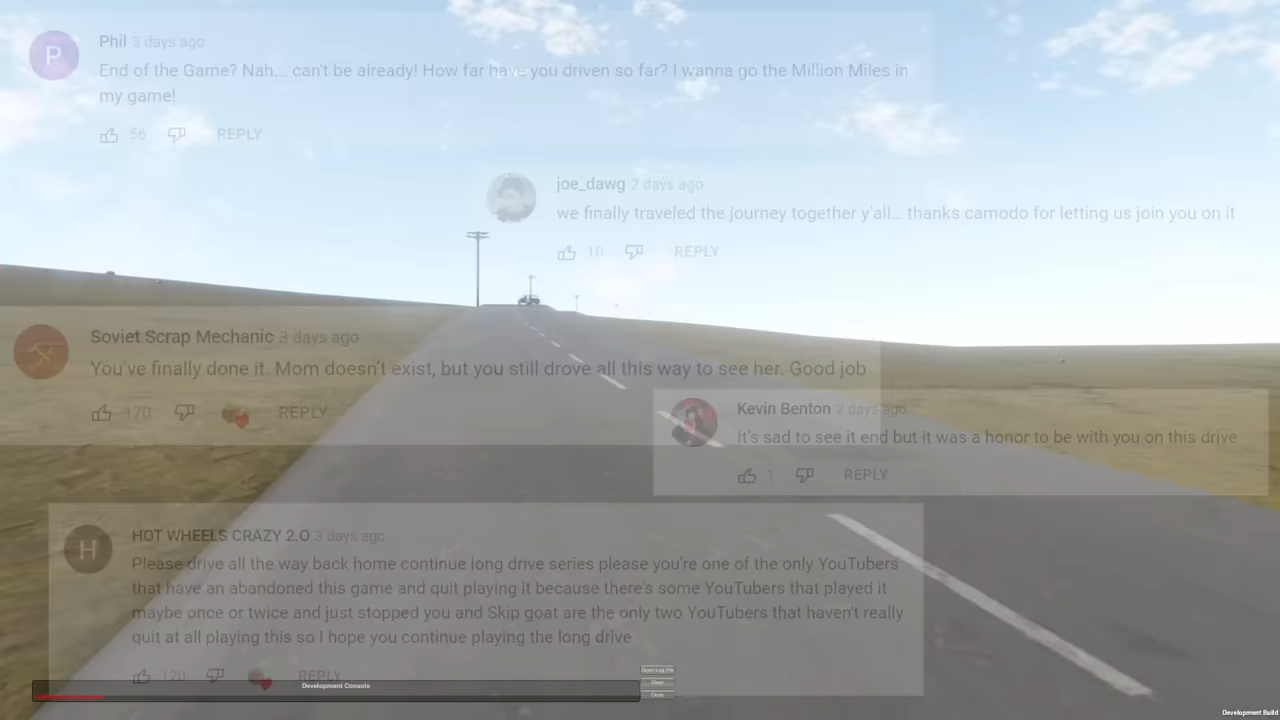 P
Phil 3 days ago
End of the Game? Nah... can't be already! How far have you driven so far? I wanna go the Million Miles in
my game!
56 REPLY
joe_dawg 2 days ago
we finally traveled the journey together y'all... thanks camodo for letting us join you on it
10 REPLY
Soviet Scrap Mechanic 3 days ago
You've finally done it. Mom doesn't exist, but you still drove all this way to see her. Good job
170 REPLY
Kevin Benton 2 days ago
It's sad to see it end but it was a honor to be with you on this drive
1 REPLY
H
HOT WHEELS CRAZY 2.O 3 days ago
Please drive all the way back home continue long drive series please you're one of the only YouTubers
that have an abandoned this game and quit playing it because there's some YouTubers that played it
maybe once or twice and just stopped you and Skip goat are the only two YouTubers that haven't really
quit at all playing this so I hope you continue playing the long drive
120 REPLY
Development Console
Open Log File
Clear
Close
Development Build